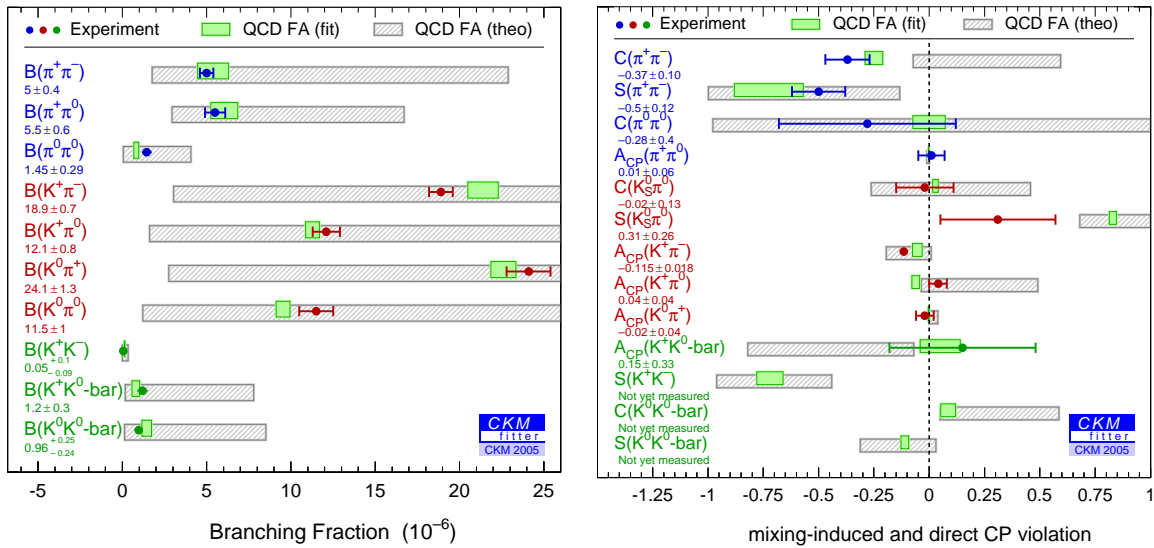 Experiment QCD FA (fit) QCD FA (theo)
B(π⁺π⁻)
5 ± 0.4
B(π⁺π⁰)
5.5 ± 0.6
B(π⁰π⁰)
1.45 ± 0.29
B(K⁺π⁻)
18.9 ± 0.7
B(K⁺π⁰)
12.1 ± 0.8
B(K⁰π⁺)
24.1 ± 1.3
B(K⁰π⁰)
11.5 ± 1
B(K⁺K⁻)
0.05 +0.1 −0.09
B(K⁺K⁰-bar)
1.2 ± 0.3
B(K⁰K⁰-bar)
0.96 +0.25 −0.24
CKM
fitter
CKM 2005
-5 0 5 10 15 20 25
Branching Fraction (10⁻⁶)
Experiment QCD FA (fit) QCD FA (theo)
C(π⁺π⁻)
−0.37 ± 0.10
S(π⁺π⁻)
−0.5 ± 0.12
C(π⁰π⁰)
−0.28 ± 0.4
A_CP(π⁺π⁰)
0.01 ± 0.06
C(K⁰_Sπ⁰)
−0.02 ± 0.13
S(K⁰_Sπ⁰)
0.31 ± 0.26
A_CP(K⁺π⁻)
−0.115 ± 0.018
A_CP(K⁺π⁰)
0.04 ± 0.04
A_CP(K⁰π⁺)
−0.02 ± 0.04
A_CP(K⁺K⁰-bar)
0.15 ± 0.33
S(K⁺K⁻)
Not yet measured
C(K⁰K⁰-bar)
Not yet measured
S(K⁰K⁰-bar)
Not yet measured
CKM
fitter
CKM 2005
-1.25 -1 -0.75 -0.5 -0.25 0 0.25 0.5 0.75 1
mixing-induced and direct CP violation